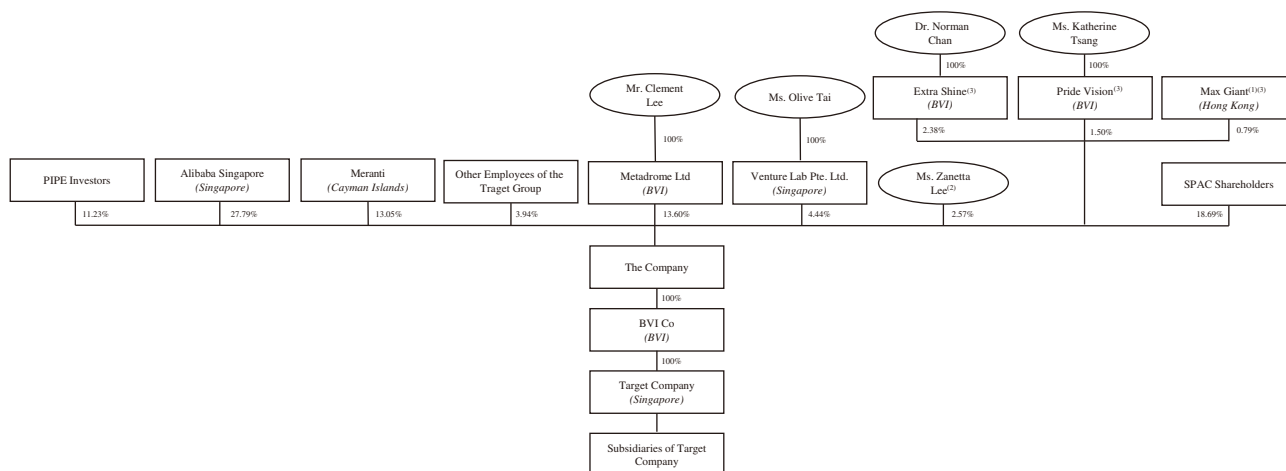 Dr. Norman
Chan
Ms. Katherine
Tsang
100%
100%
Mr. Clement
Lee
Ms. Olive Tai
Extra Shine(3)
(BVI)
Pride Vision(3)
(BVI)
Max Giant(1)(3)
(Hong Kong)
100%
100%
2.38%
1.50%
0.79%
PIPE Investors
Alibaba Singapore
(Singapore)
Meranti
(Cayman Islands)
Other Employees of the
Traget Group
Metadrome Ltd
(BVI)
Venture Lab Pte. Ltd.
(Singapore)
Ms. Zanetta
Lee(2)
SPAC Shareholders
11.23%
27.79%
13.05%
3.94%
13.60%
4.44%
2.57%
18.69%
The Company
100%
BVI Co
(BVI)
100%
Target Company
(Singapore)
Subsidiaries of Target
Company